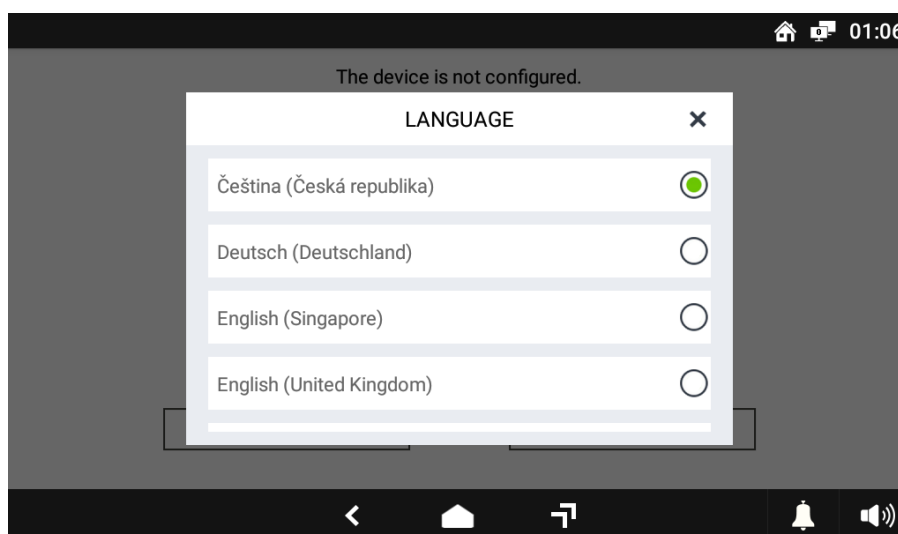 01:06
The device is not configured.
LANGUAGE
Čeština (Česká republika)
Deutsch (Deutschland)
English (Singapore)
English (United Kingdom)